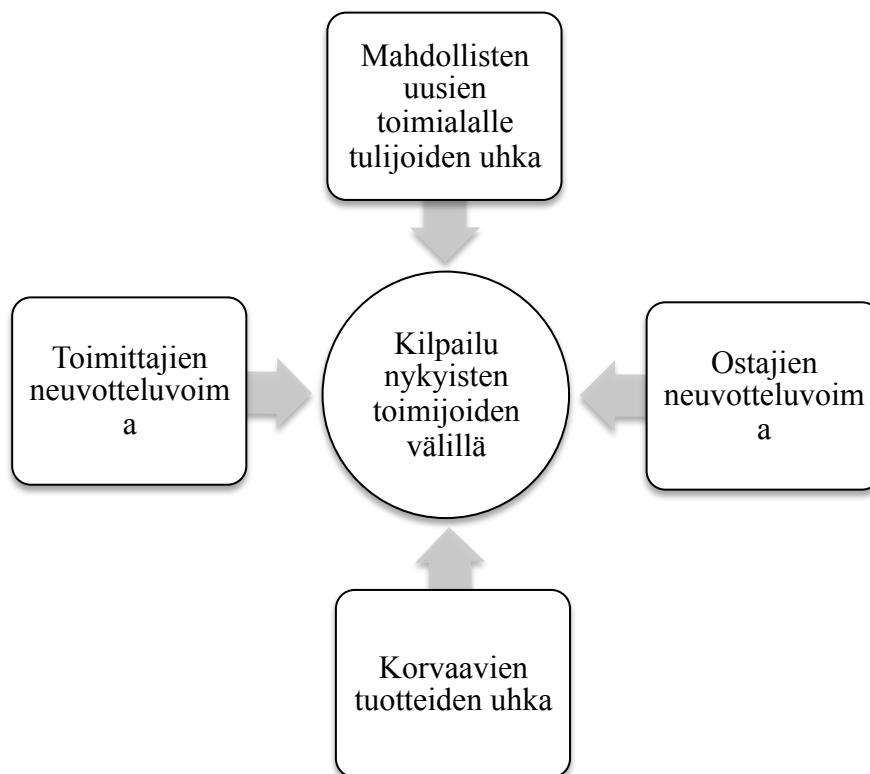 Mahdollisten
uusien
toimialalle
tulijoiden uhka
Toimittajien
neuvotteluvoim
a
Kilpailu
nykyisten
toimijoiden
välillä
Ostajien
neuvotteluvoim
a
Korvaavien
tuotteiden uhka